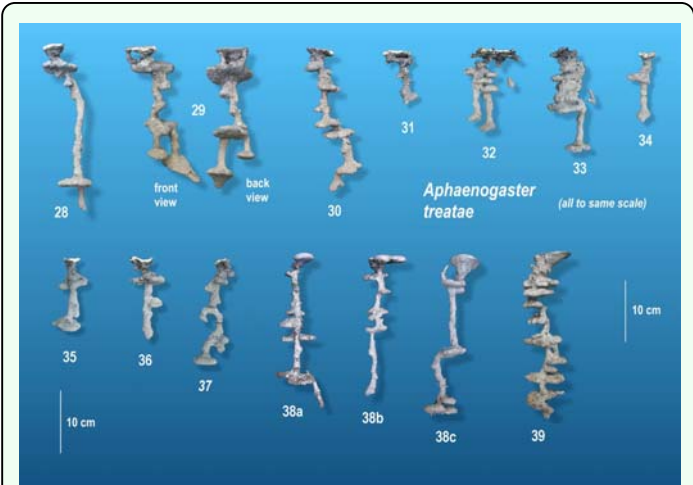 29
31
32
33
34
front
view
back
view
28
30
Aphaenogaster
treatae
(all to same scale)
10 cm
35
36
37
38a
38b
38c
39
10 cm